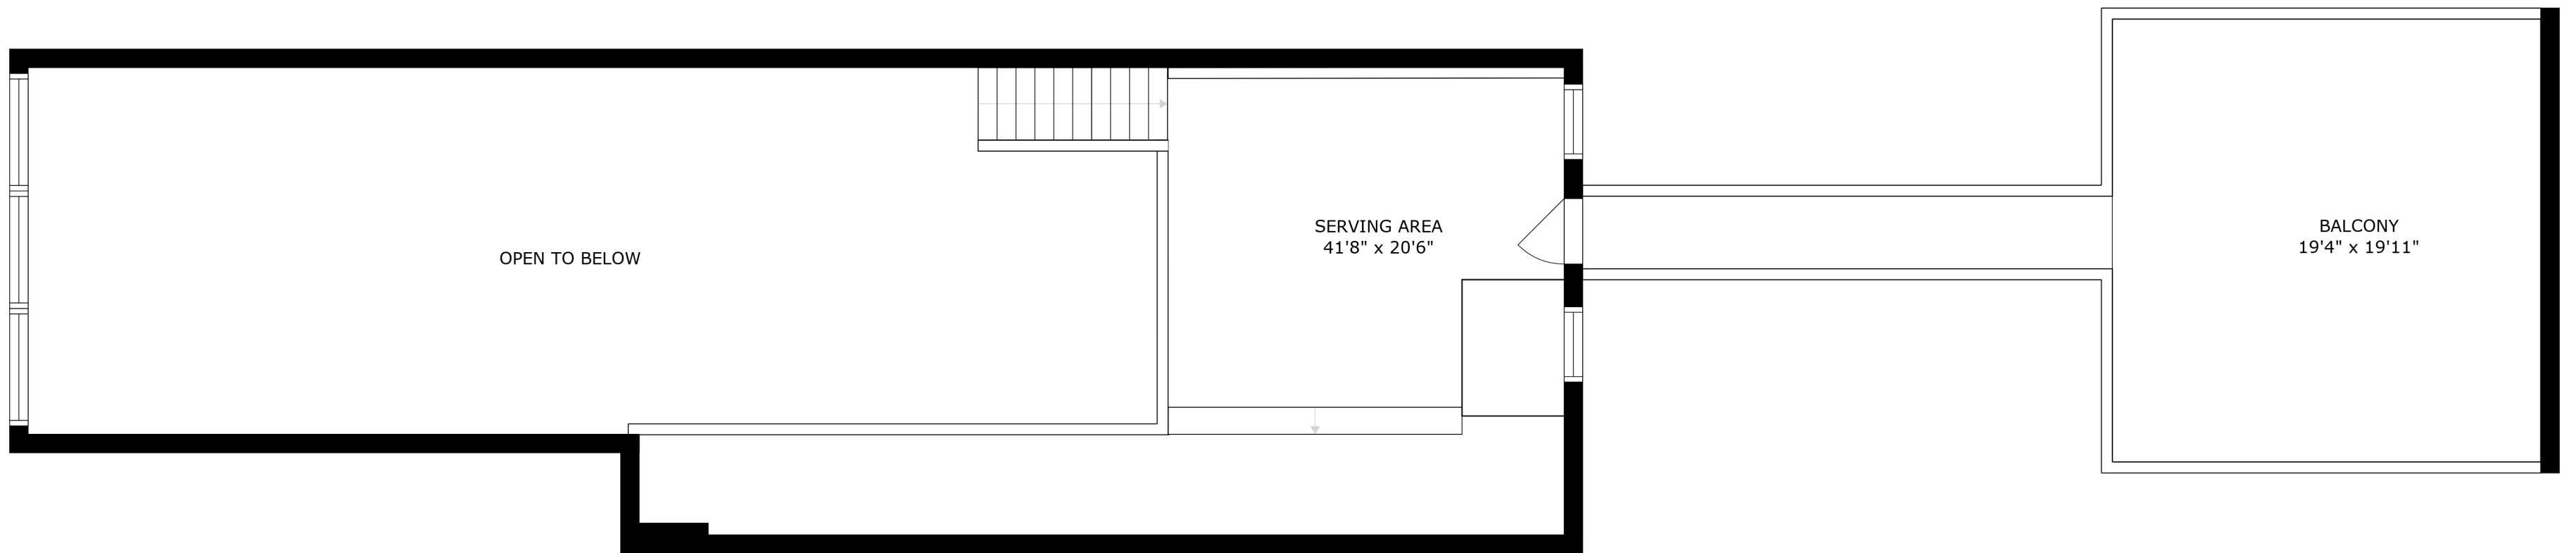 OPEN TO BELOW
SERVING AREA
41'8" x 20'6"
BALCONY
19'4" x 19'11"